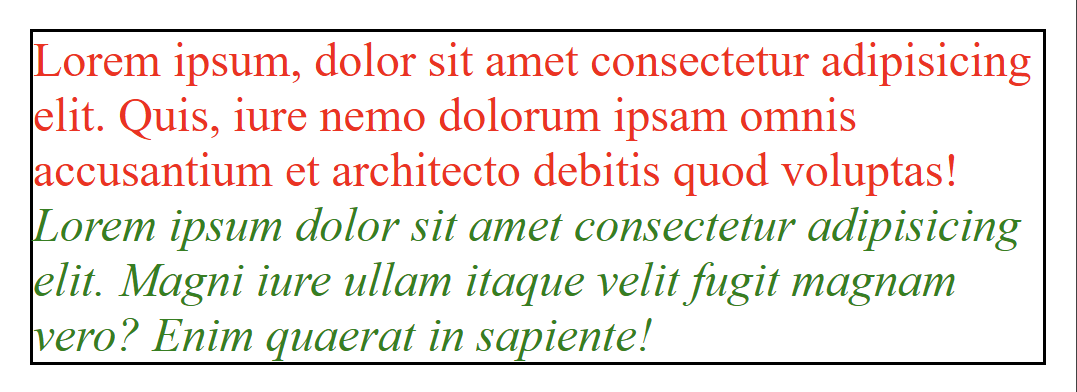 Lorem ipsum, dolor sit amet consectetur adipisicing
elit. Quis, iure nemo dolorum ipsam omnis
accusantium et architecto debitis quod voluptas!
Lorem ipsum dolor sit amet consectetur adipisicing
elit. Magni iure ullam itaque velit fugit magnam
vero? Enim quaerat in sapiente!